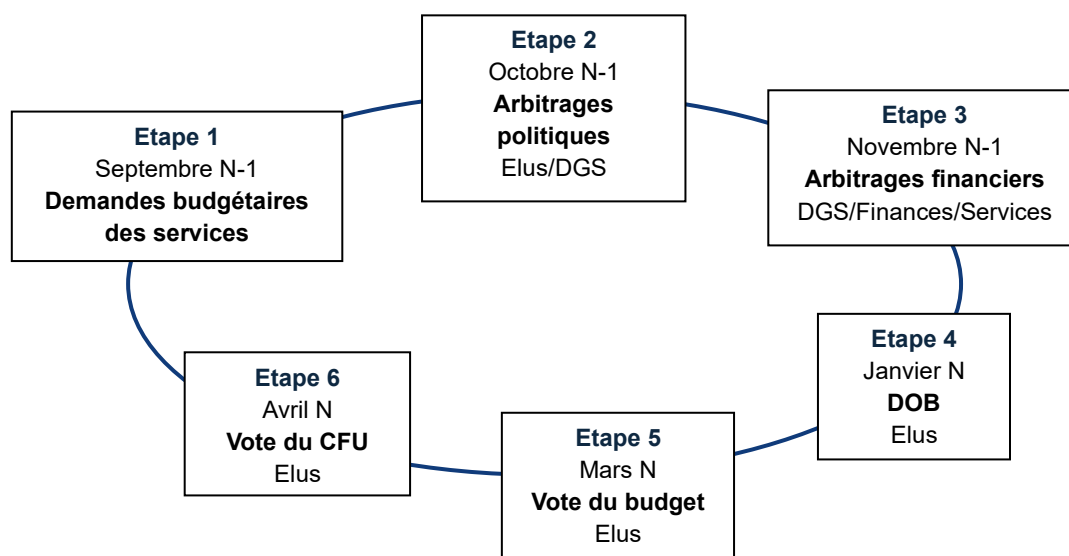 Etape 1
Septembre N-1
Demandes budgétaires
des services
Etape 2
Octobre N-1
Arbitrages
politiques
Elus/DGS
Etape 3
Novembre N-1
Arbitrages financiers
DGS/Finances/Services
Etape 4
Janvier N
DOB
Elus
Etape 5
Mars N
Vote du budget
Elus
Etape 6
Avril N
Vote du CFU
Elus